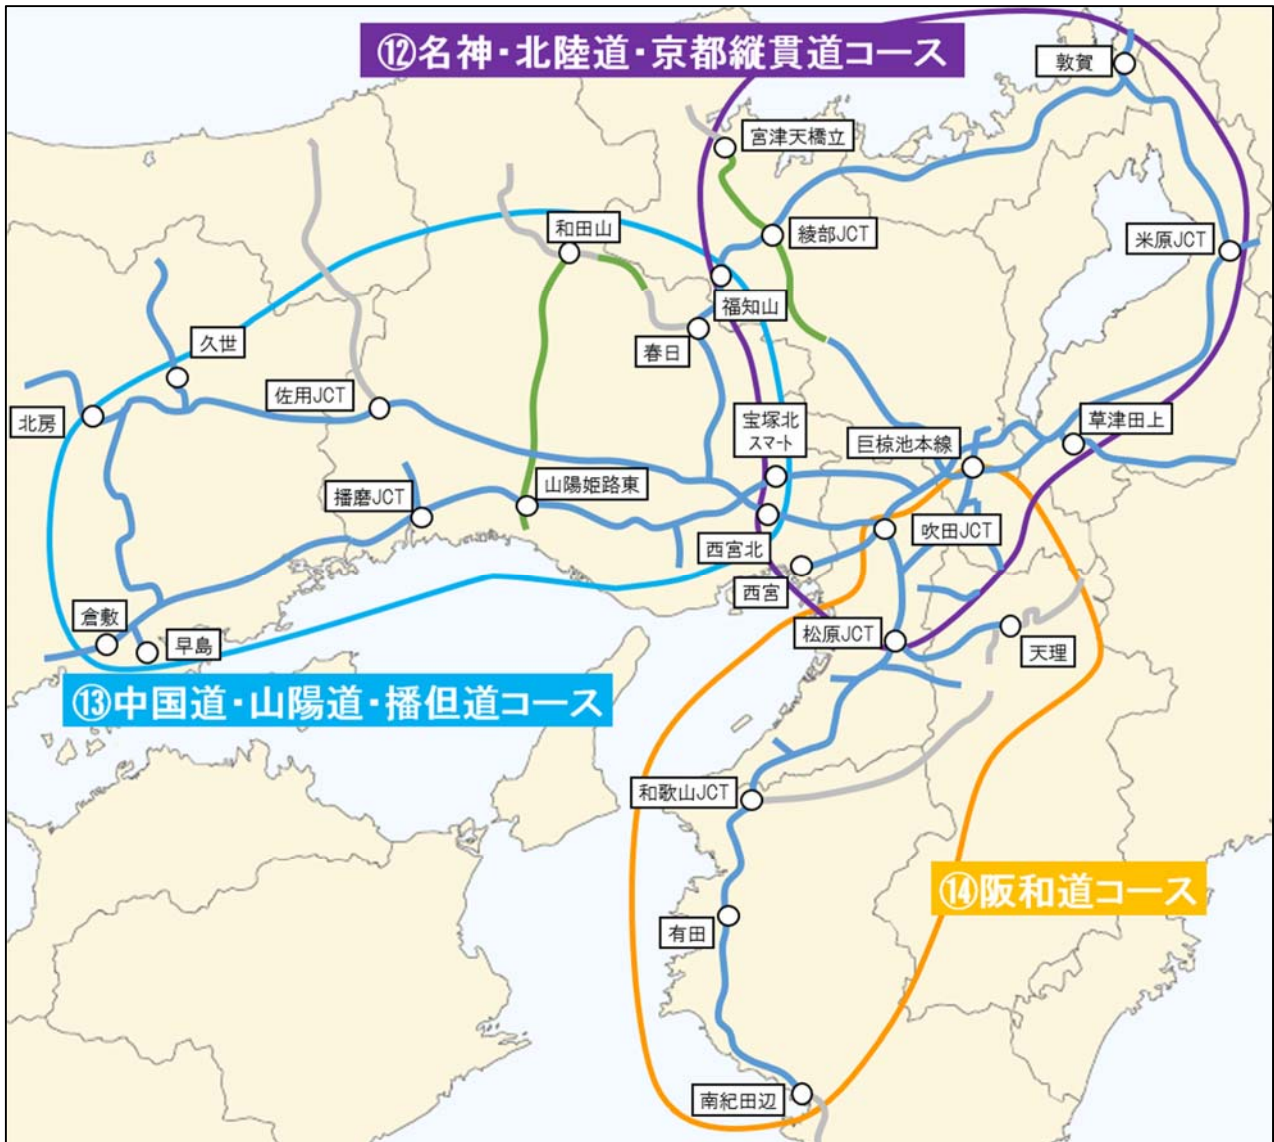 ⑫名神・北陸道・京都縦貫道コース
敦賀
宮津天橋立
和田山
綾部JCT
米原JCT
福知山
久世
春日
佐用JCT
北房
宝塚北
スマート
巨椋池本線
草津田上
播磨JCT
山陽姫路東
吹田JCT
西宮北
西宮
倉敷
早島
松原JCT
天理
⑬中国道・山陽道・播但道コース
和歌山JCT
⑭阪和道コース
有田
南紀田辺